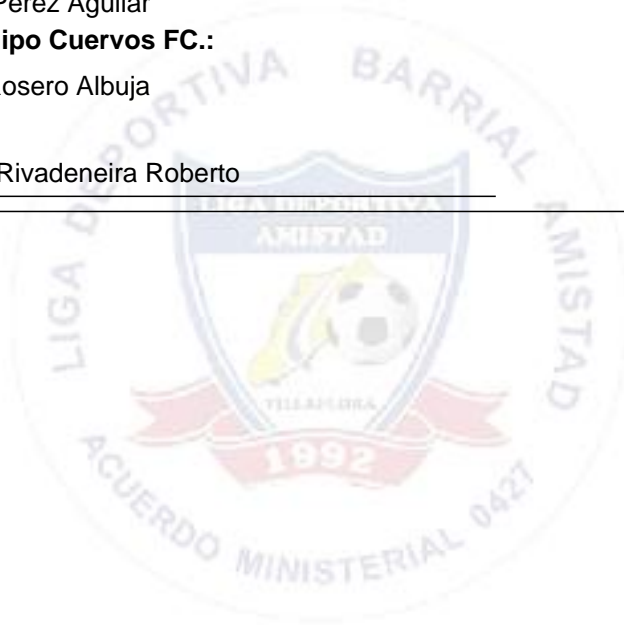 Pérez Aguilar
ipo Cuervos FC.:
osero Albuja
Rivadeneira Roberto
LIGA DEPORTIVA BARRIAL AMISTAD
LIGA DEPORTIVA
AMISTAD
VILLAFLORA
1992
ACUERDO MINISTERIAL 0427